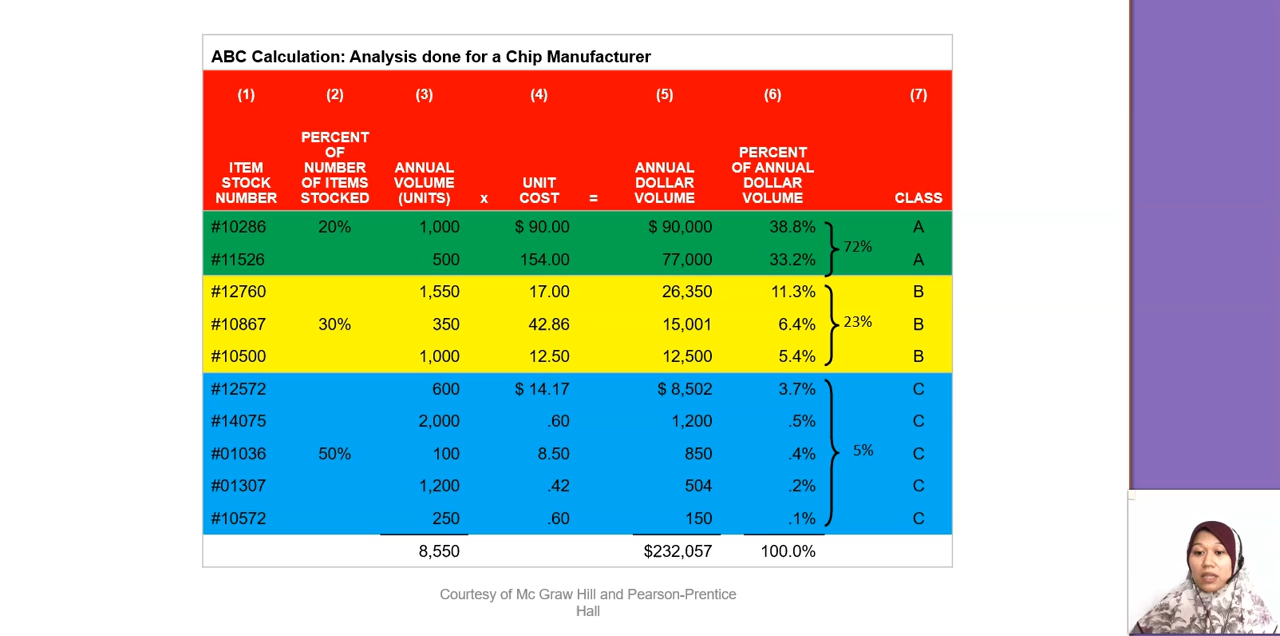 ABC Calculation: Analysis done for a Chip Manufacturer
(1) (2) (3) (4) (5) (6) (7)
PERCENT
OF
NUMBER
OF ITEMS
STOCKED
ITEM
STOCK
NUMBER
ANNUAL
VOLUME
(UNITS)
x
UNIT
COST
=
ANNUAL
DOLLAR
VOLUME
PERCENT
OF ANNUAL
DOLLAR
VOLUME
CLASS
#10286 20% 1,000 $ 90.00 $ 90,000 38.8% A
72%
#11526 500 154.00 77,000 33.2% A
#12760 1,550 17.00 26,350 11.3% B
#10867 30% 350 42.86 15,001 6.4% 23% B
#10500 1,000 12.50 12,500 5.4% B
#12572 600 $ 14.17 $ 8,502 3.7% C
#14075 2,000 .60 1,200 .5% C
#01036 50% 100 8.50 850 .4% 5% C
#01307 1,200 .42 504 .2% C
#10572 250 .60 150 .1% C
8,550 $232,057 100.0%
Courtesy of Mc Graw Hill and Pearson-Prentice
Hall